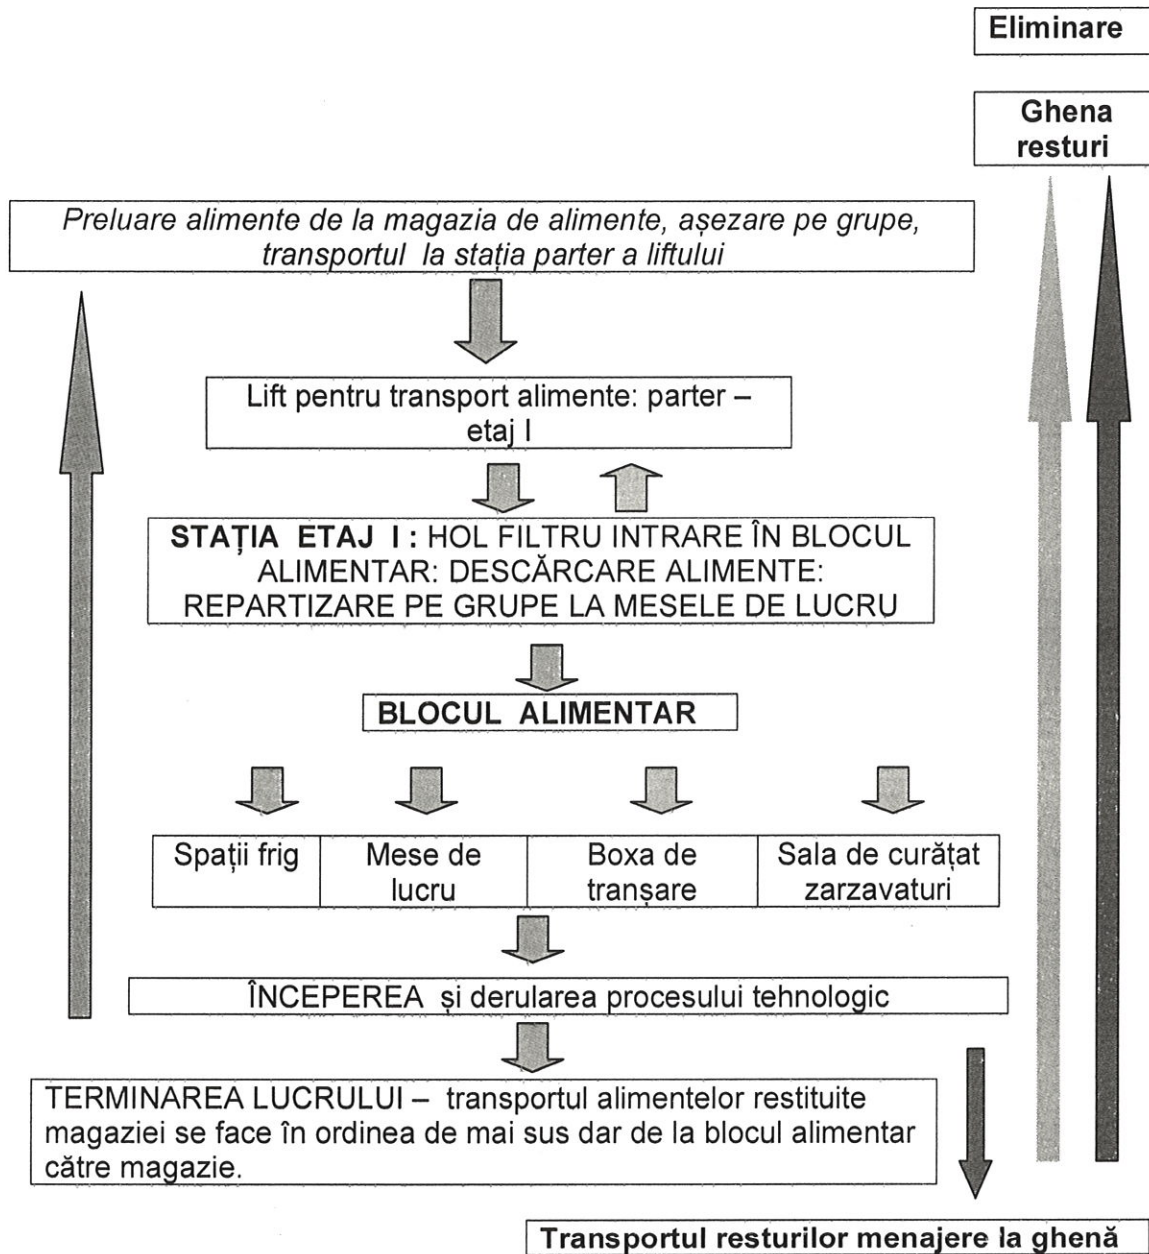 Eliminare
Ghena
resturi
Preluare alimente de la magazia de alimente, așezare pe grupe,
transportul la stația parter a liftului
Lift pentru transport alimente: parter –
etaj I
STAȚIA ETAJ I : HOL FILTRU INTRARE ÎN BLOCUL
ALIMENTAR: DESCĂRCARE ALIMENTE:
REPARTIZARE PE GRUPE LA MESELE DE LUCRU
BLOCUL ALIMENTAR
Spații frig
Mese de
lucru
Boxa de
tranșare
Sala de curățat
zarzavaturi
ÎNCEPEREA și derularea procesului tehnologic
TERMINAREA LUCRULUI – transportul alimentelor restituite
magaziei se face în ordinea de mai sus dar de la blocul alimentar
către magazie.
Transportul resturilor menajere la ghenă